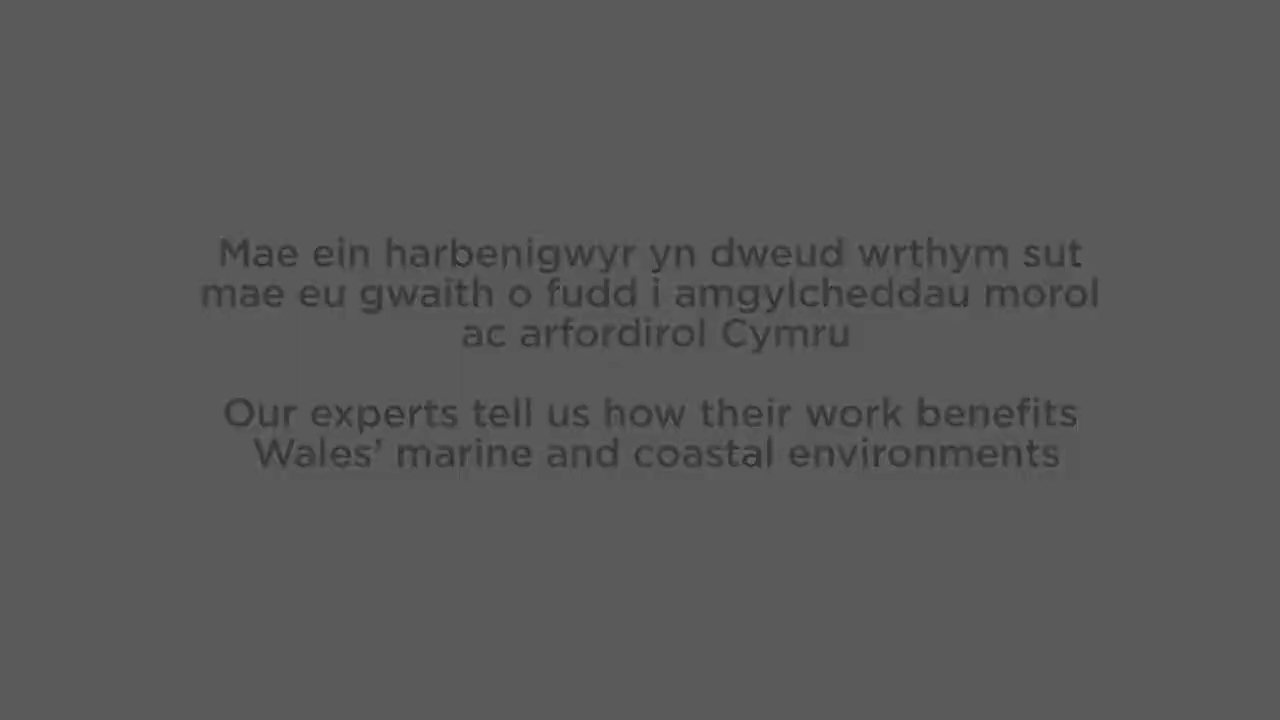 Mae ein harbenigwyr yn dweud wrthym sut
mae eu gwaith o fudd i amgylcheddau morol
ac arfordirol Cymru
Our experts tell us how their work benefits
Wales’ marine and coastal environments